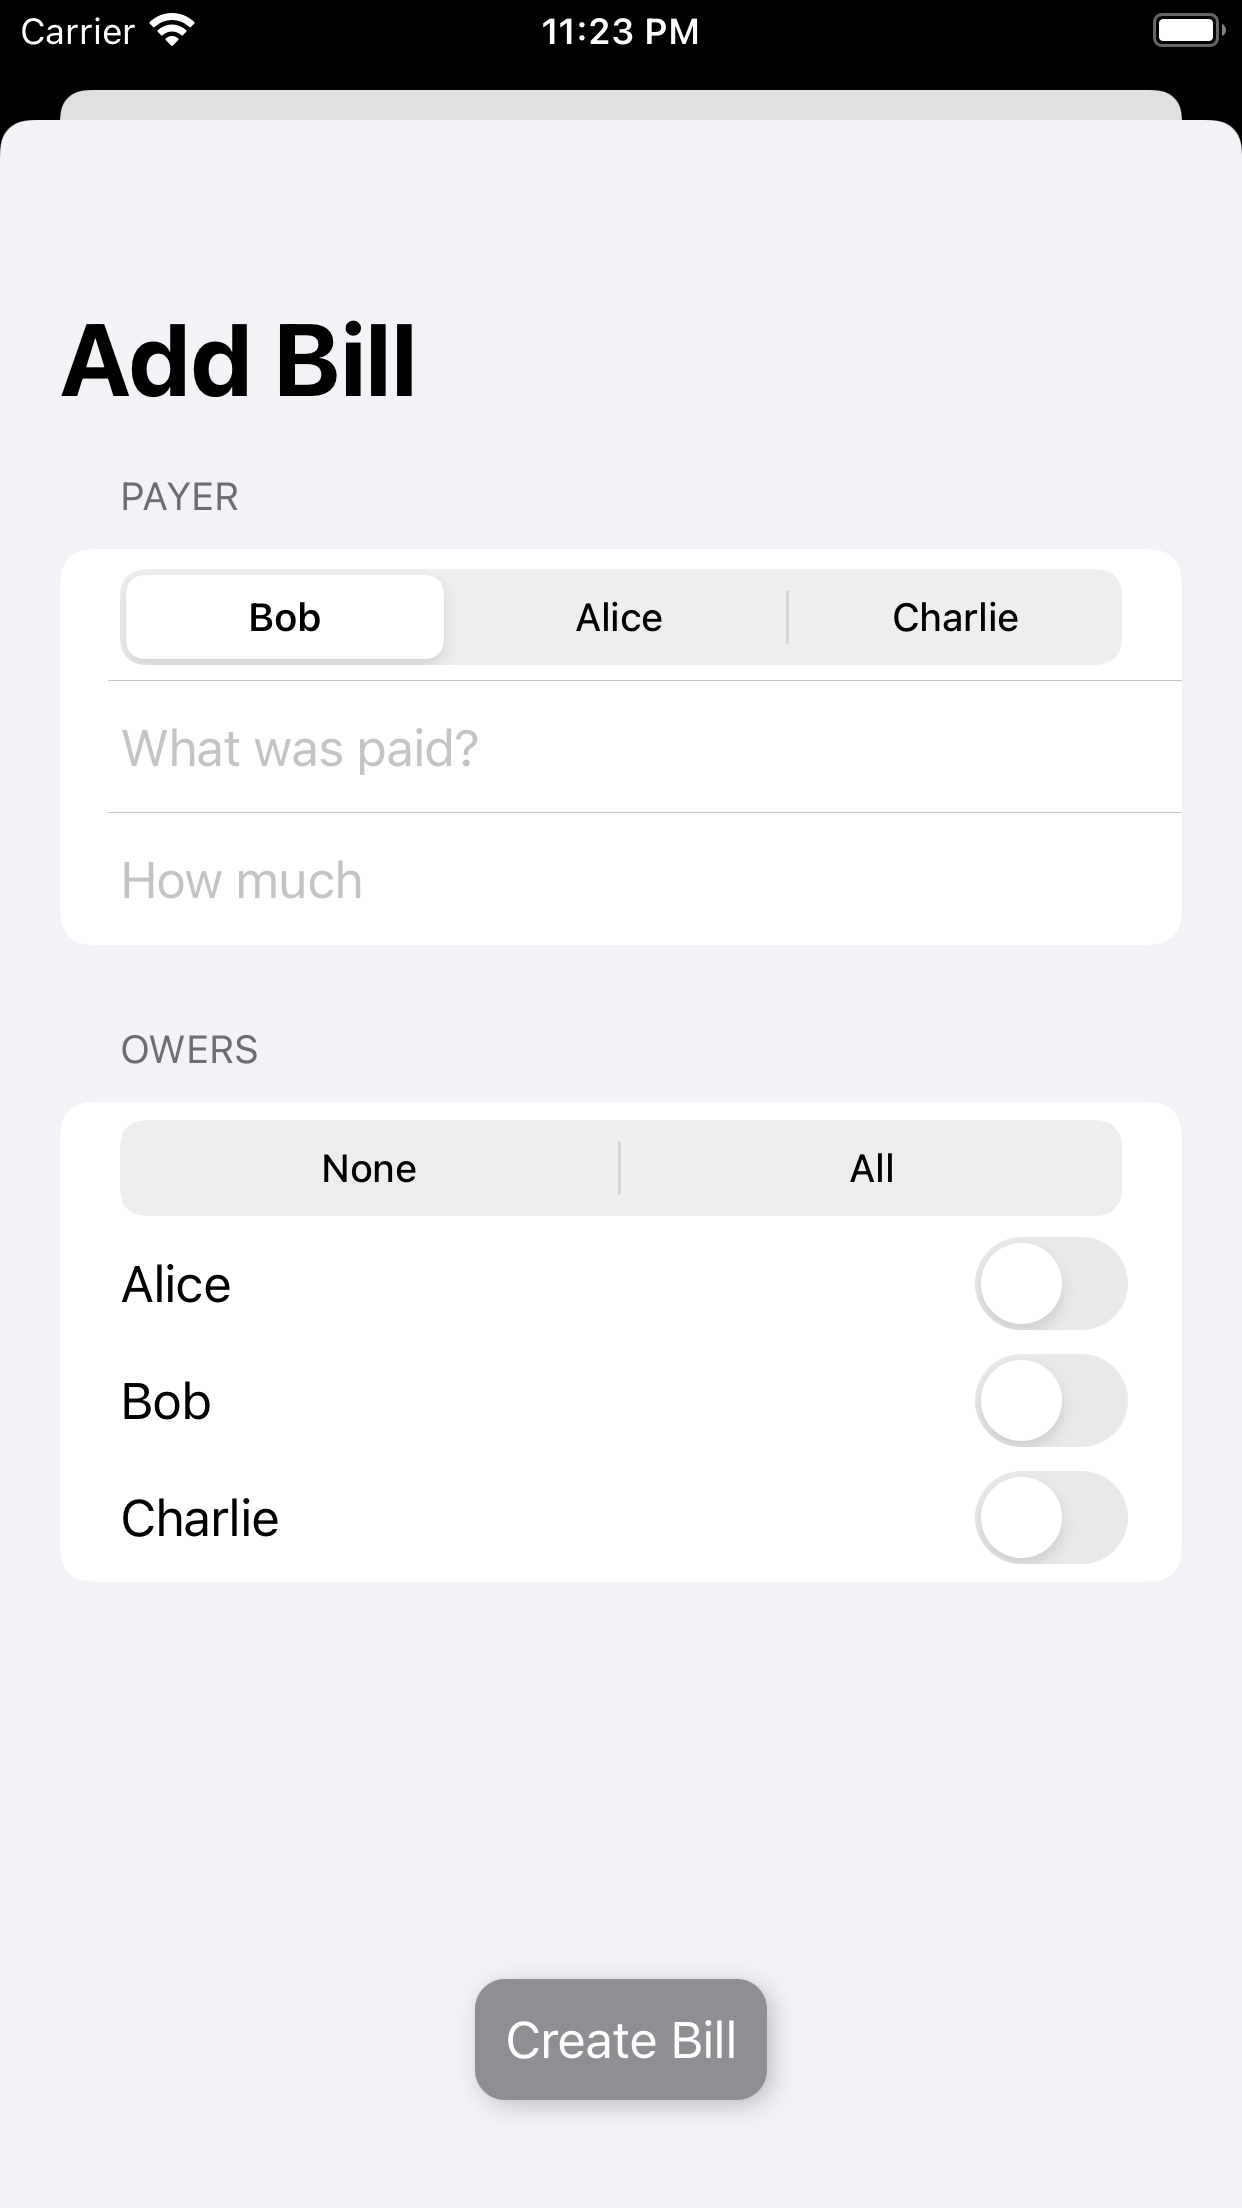 Carrier 11:23 PM
Add Bill
PAYER
Bob Alice Charlie
What was paid?
How much
OWERS
None All
Alice
Bob
Charlie
Create Bill